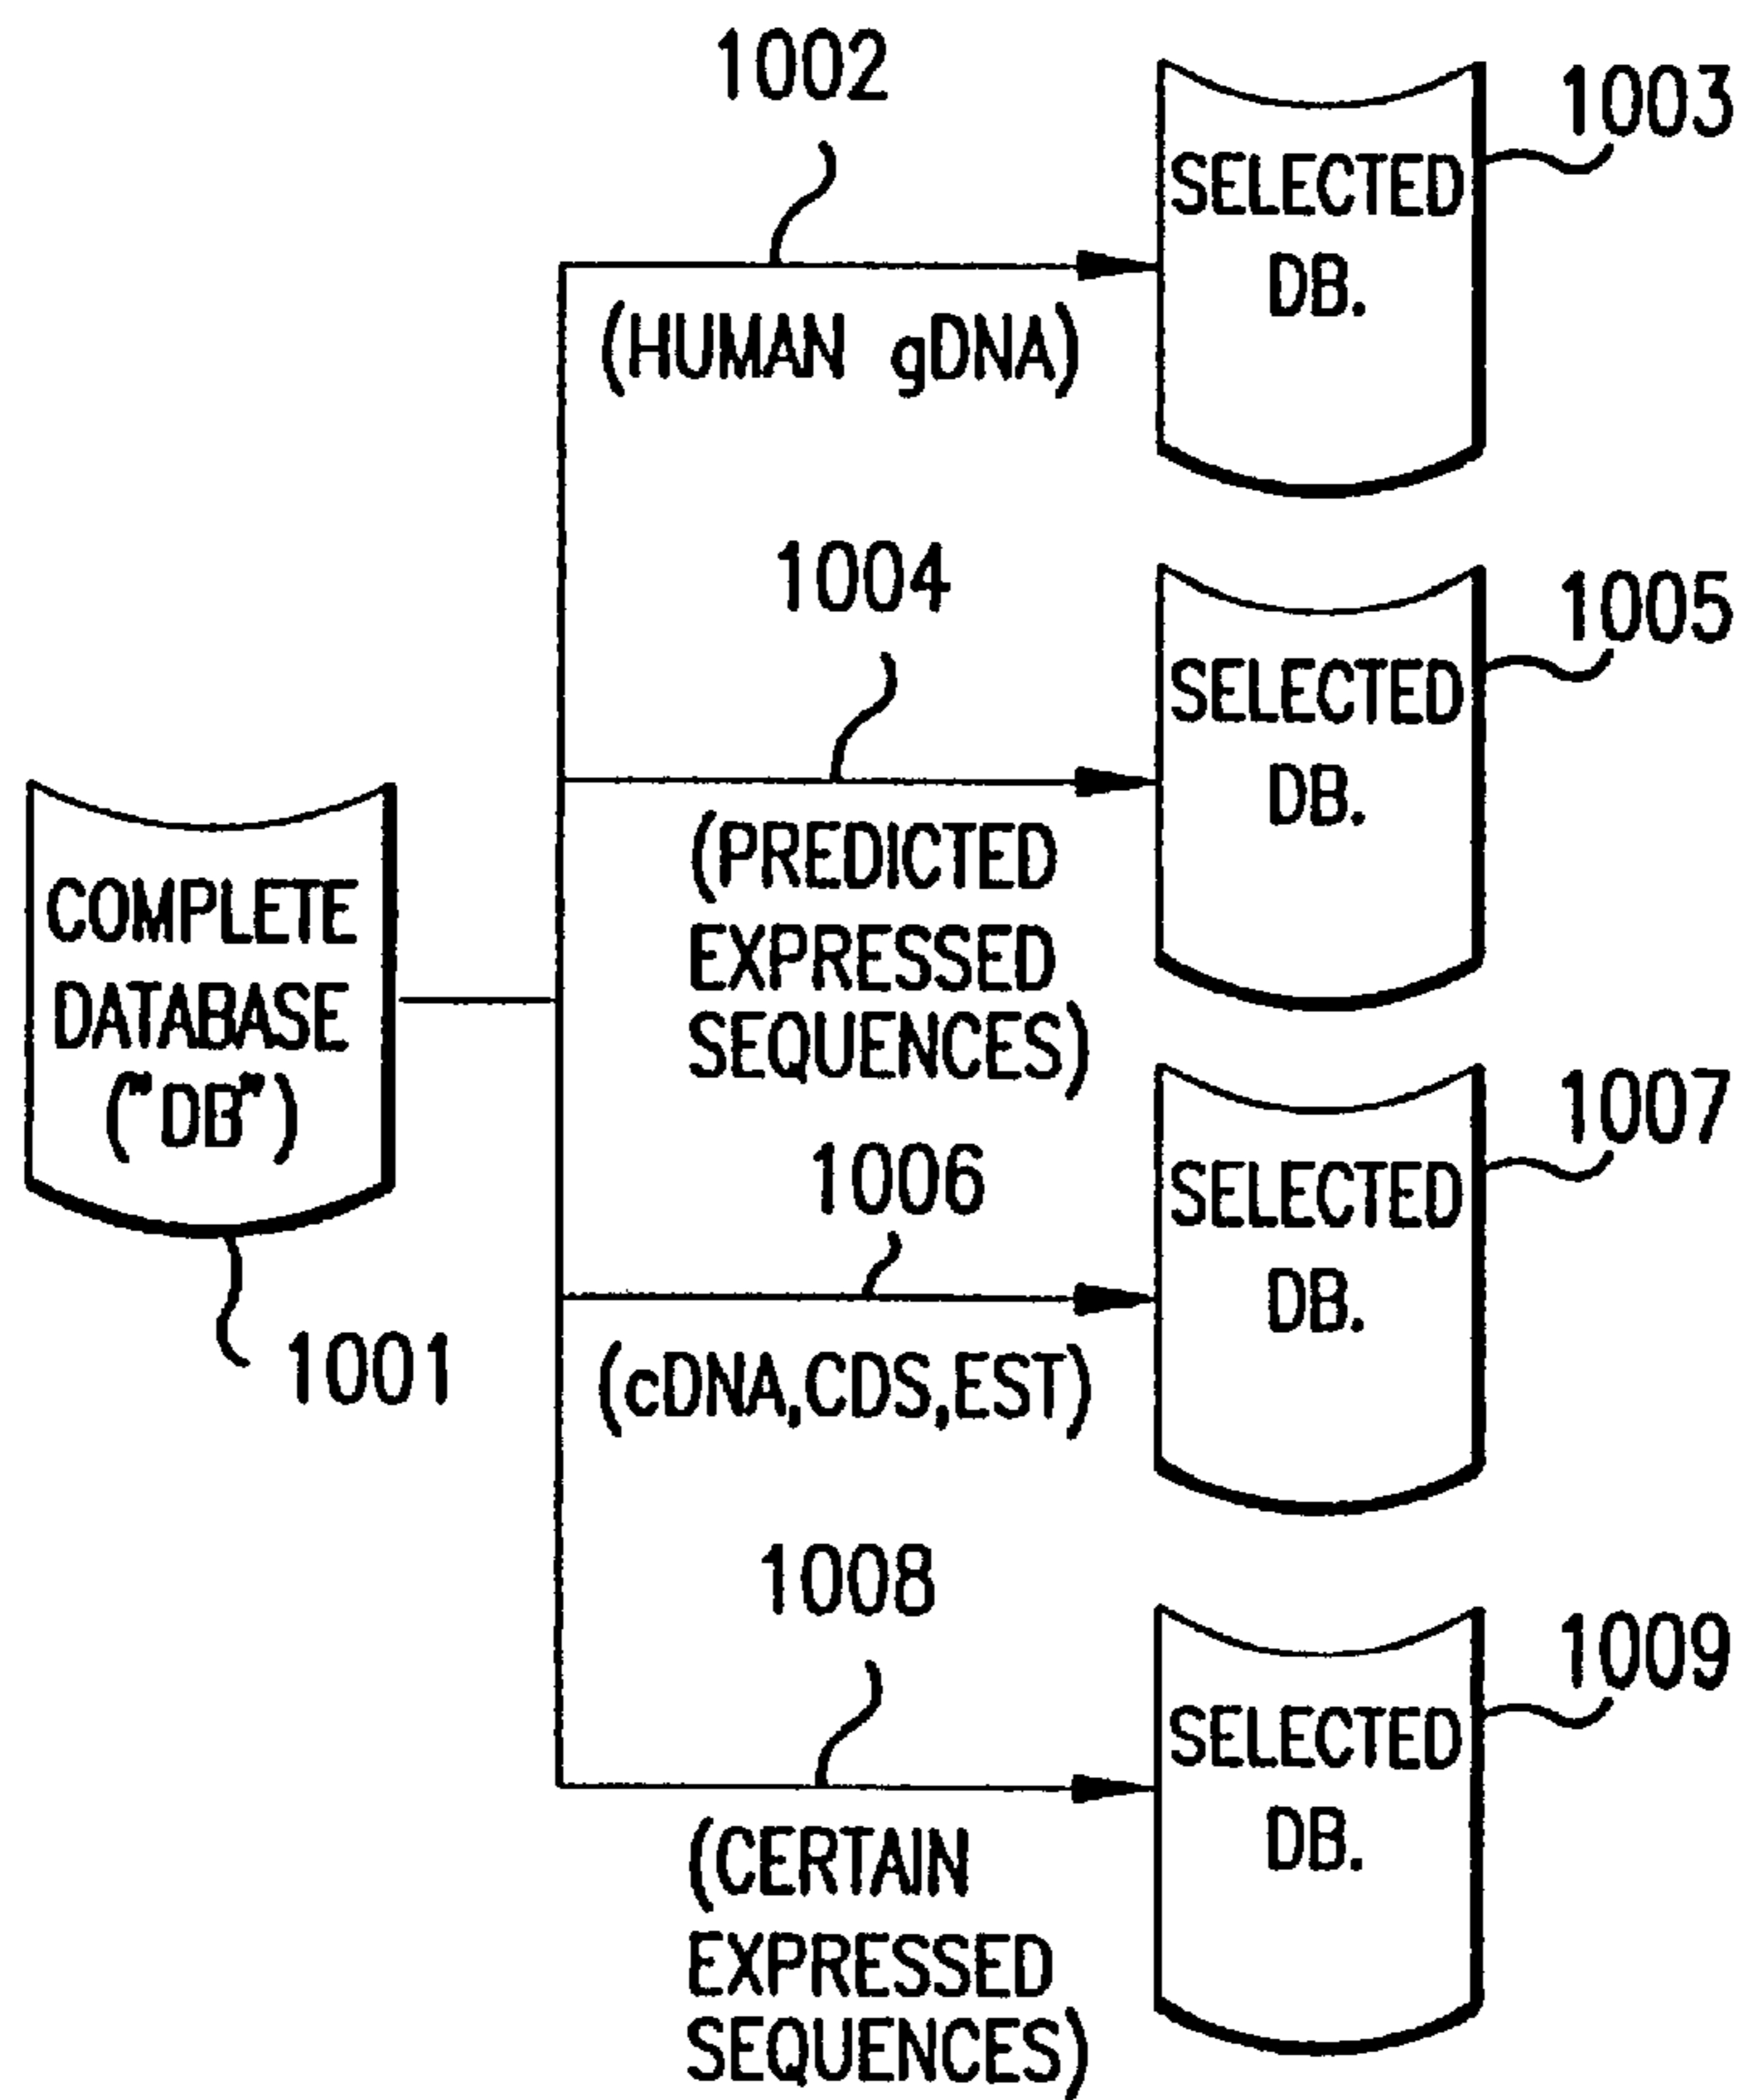 1002
1003
SELECTED
DB.
(HUMAN gDNA)
1004
1005
SELECTED
DB.
(PREDICTED
EXPRESSED
SEQUENCES)
COMPLETE
DATABASE
("DB")
1001
1006
1007
SELECTED
DB.
(cDNA,CDS,EST)
1008
1009
SELECTED
DB.
(CERTAIN
EXPRESSED
SEQUENCES)